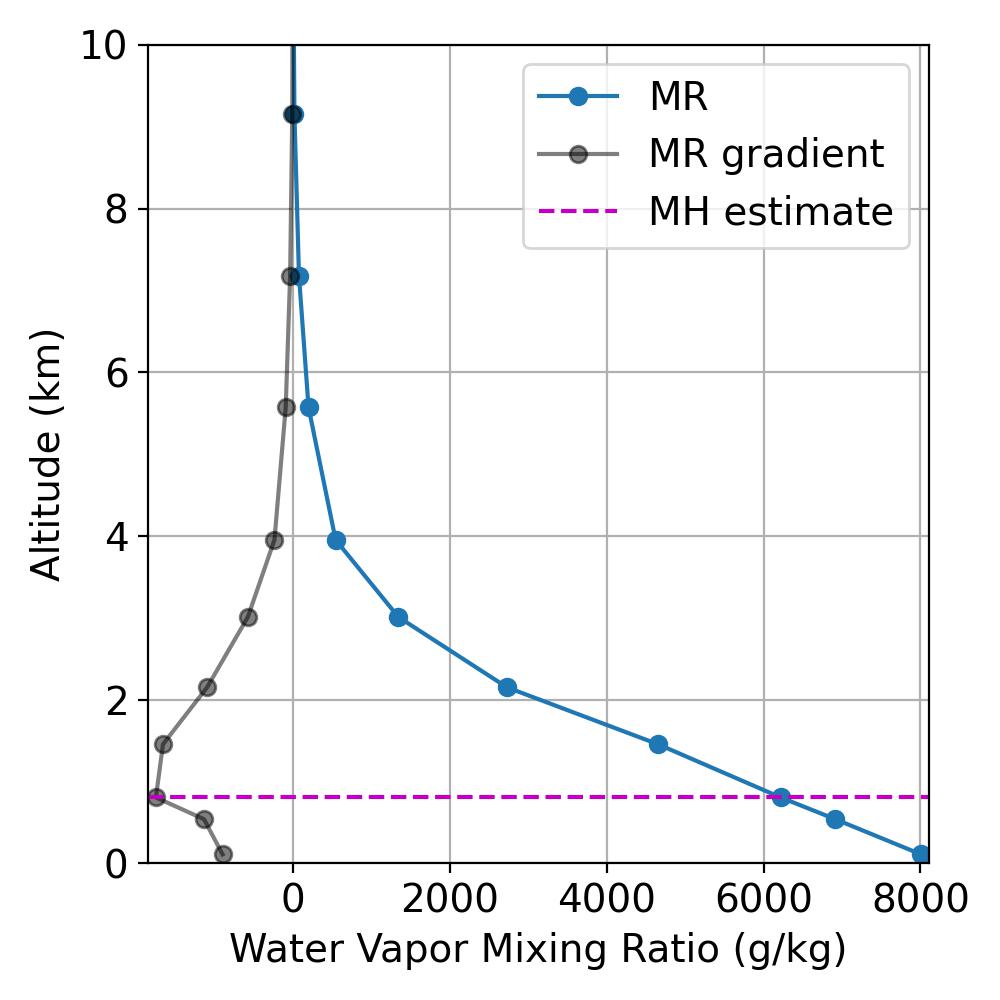 10
8
6
4
2
0
Altitude (km)
MR
MR gradient
MH estimate
0 2000 4000 6000 8000
Water Vapor Mixing Ratio (g/kg)